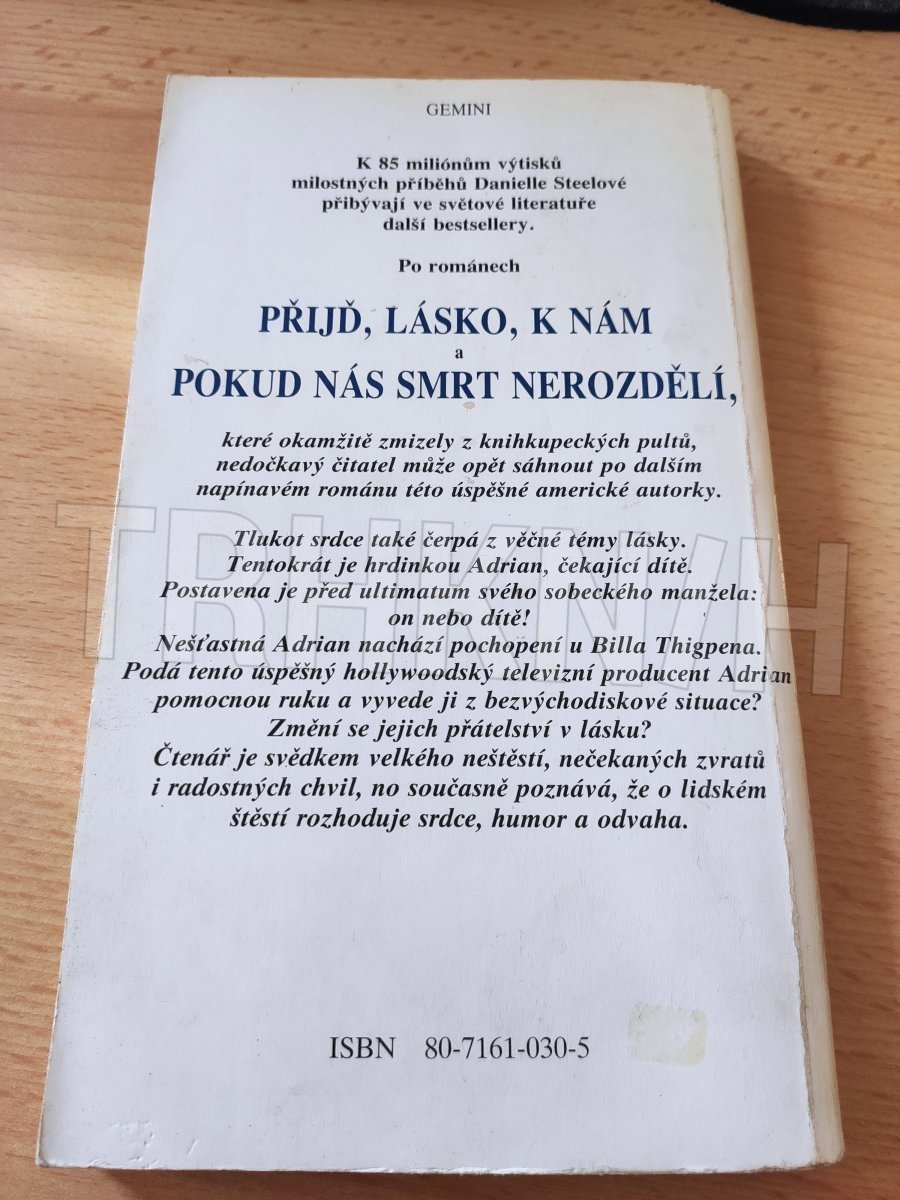 GEMINI
K 85 miliónům výtisků
milostných příběhů Danielle Steelové
přibývají ve světové literatuře
další bestsellery.
Po románech
PŘIJĎ, LÁSKO, K NÁM
a
POKUD NÁS SMRT NEROZDĚLÍ,
které okamžitě zmizely z knihkupeckých pultů,
nedočkavý čitatel může opět sáhnout po dalším
napínavém románu této úspěšné americké autorky.
Tlukot srdce také čerpá z věčné témy lásky.
Tentokrát je hrdinkou Adrian, čekající dítě.
Postavena je před ultimatum svého sobeckého manžela:
on nebo dítě!
Nešťastná Adrian nachází pochopení u Billa Thigpena.
Podá tento úspěšný hollywoodský televizní producent Adrian
pomocnou ruku a vyvede ji z bezvýchodiskové situace?
Změní se jejich přátelství v lásku?
Čtenář je svědkem velkého neštěstí, nečekaných zvratů
i radostných chvil, no současně poznává, že o lidském
štěstí rozhoduje srdce, humor a odvaha.
TRHKNIH
ISBN 80-7161-030-5